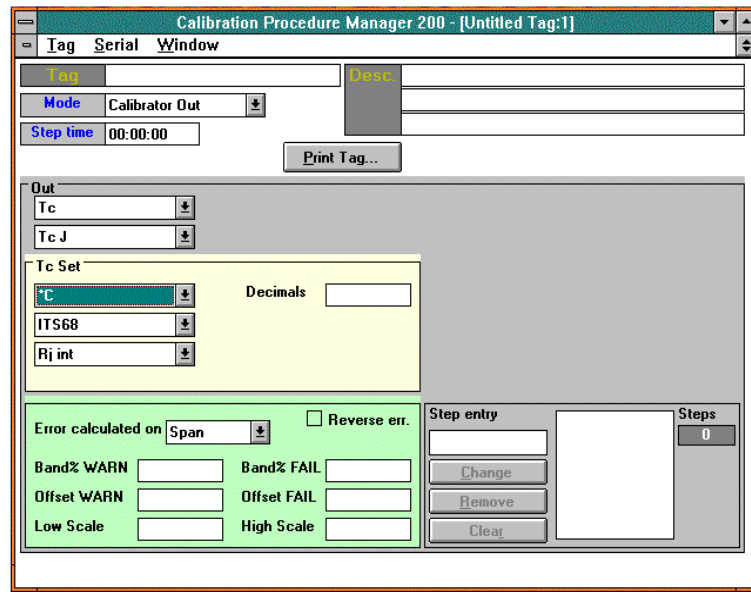 Calibration Procedure Manager 200 - [Untitled Tag:1]
Tag Serial Window
Tag Desc.
Mode Calibrator Out
Step time 00:00:00
Print Tag...
Out
Tc
Tc J
Tc Set
°C Decimals
ITS68
Rj int
Error calculated on Span Reverse err.
Band% WARN Band% FAIL
Offset WARN Offset FAIL
Low Scale High Scale
Step entry Steps
0
Change
Remove
Clear